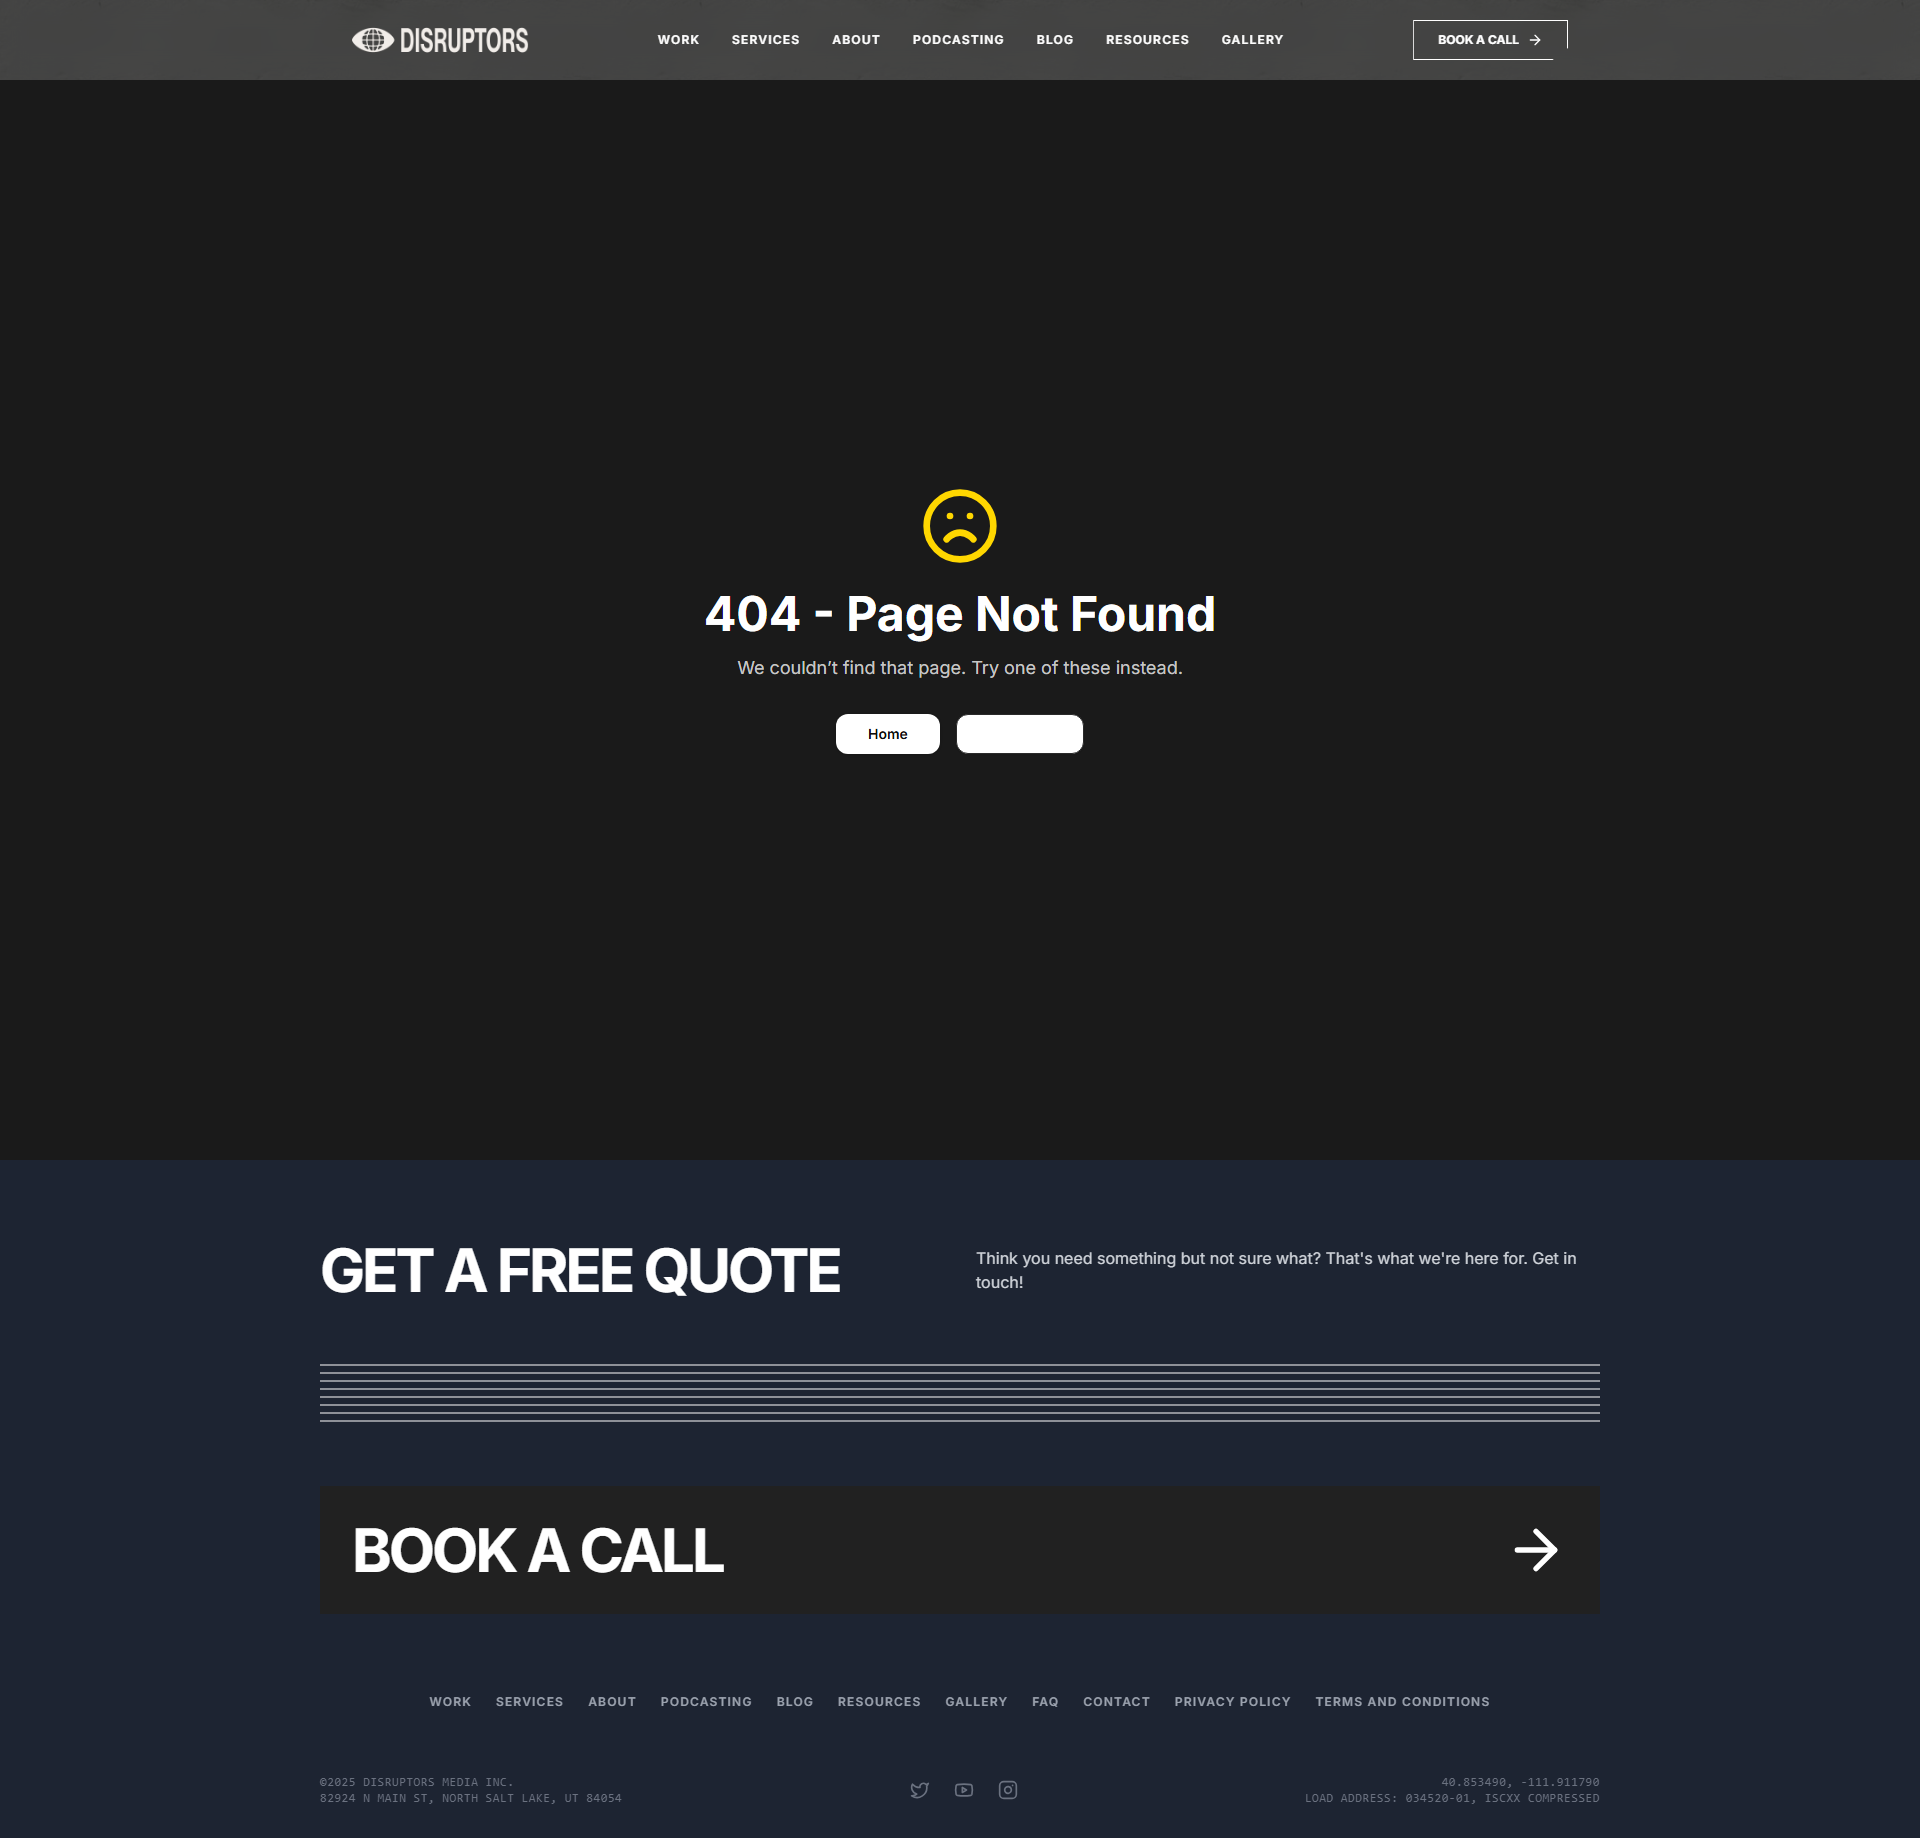 DISRUPTORS
WORK SERVICES ABOUT PODCASTING BLOG RESOURCES GALLERY
BOOK A CALL
404 - Page Not Found
We couldn’t find that page. Try one of these instead.
Home
GET A FREE QUOTE
Think you need something but not sure what? That's what we're here for. Get in
touch!
BOOK A CALL
WORK SERVICES ABOUT PODCASTING BLOG RESOURCES GALLERY FAQ CONTACT PRIVACY POLICY TERMS AND CONDITIONS
©2025 DISRUPTORS MEDIA INC.
82924 N MAIN ST, NORTH SALT LAKE, UT 84054
40.853490, -111.911790
LOAD ADDRESS: 034520-01, ISCXX COMPRESSED